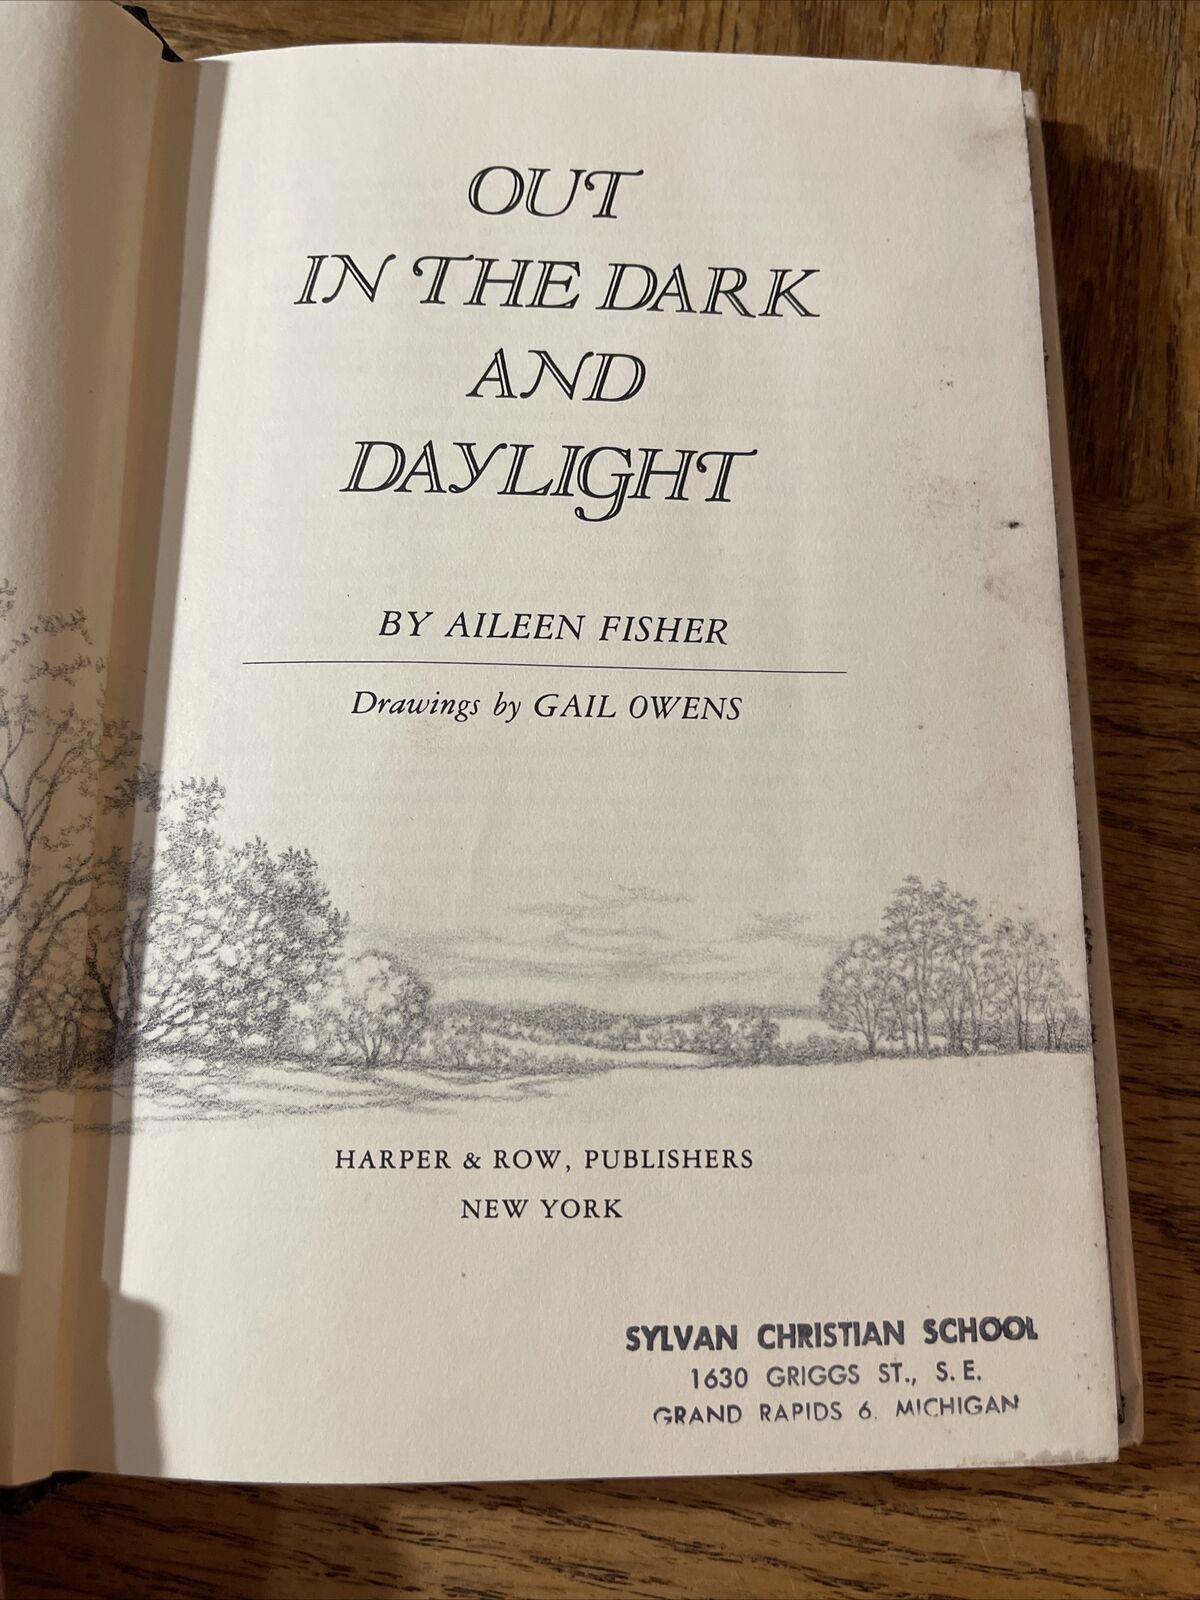 OUT
IN THE DARK
AND
DAYLIGHT
BY AILEEN FISHER
Drawings by GAIL OWENS
HARPER & ROW, PUBLISHERS
NEW YORK
SYLVAN CHRISTIAN SCHOOL
1630 GRIGGS ST., S. E.
GRAND RAPIDS 6. MICHIGAN